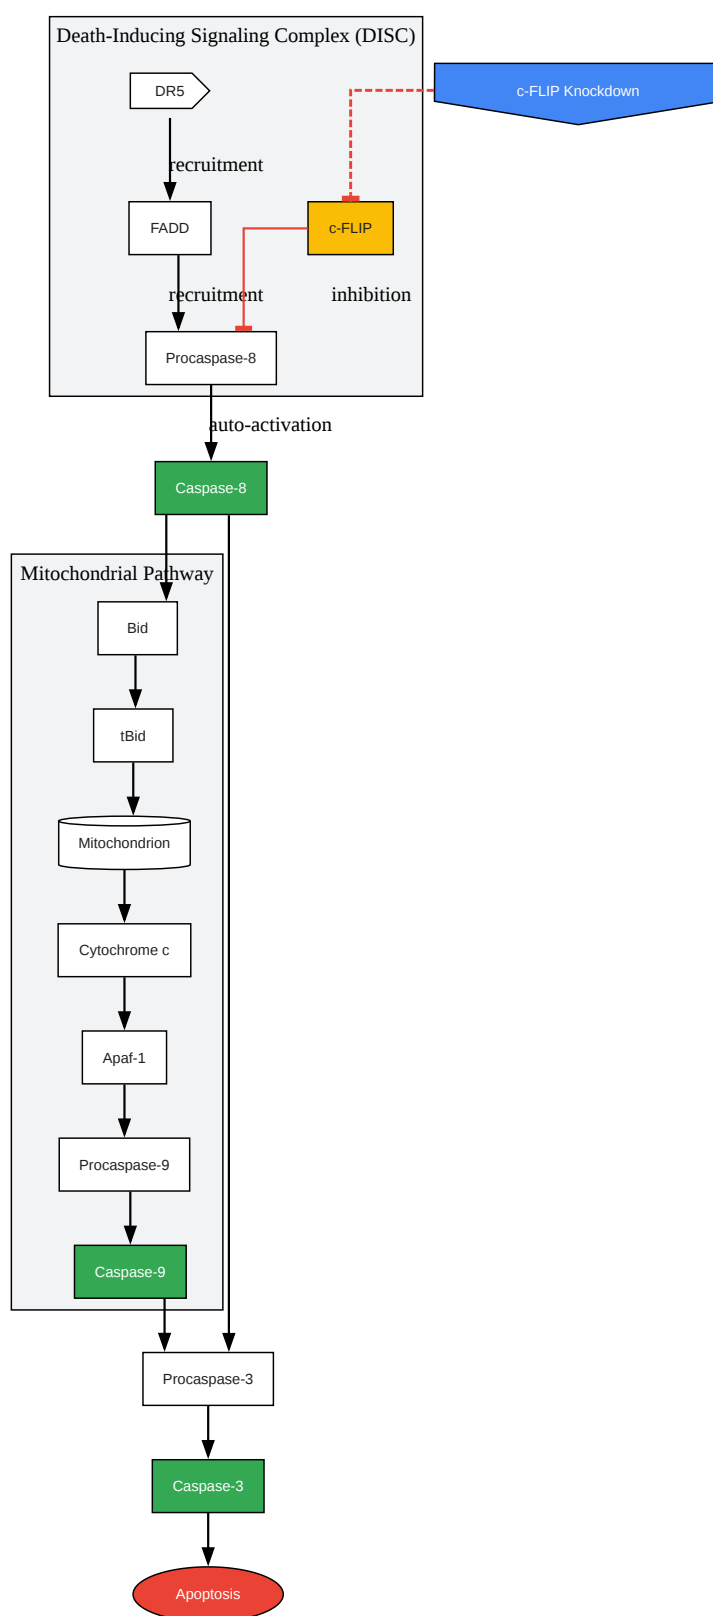 Death-Inducing Signaling Complex (DISC)
DR5
c-FLIP Knockdown
recruitment
FADD
c-FLIP
recruitment
inhibition
Procaspase-8
auto-activation
Caspase-8
Mitochondrial Pathway
Bid
tBid
Mitochondrion
Cytochrome c
Apaf-1
Procaspase-9
Caspase-9
Procaspase-3
Caspase-3
Apoptosis